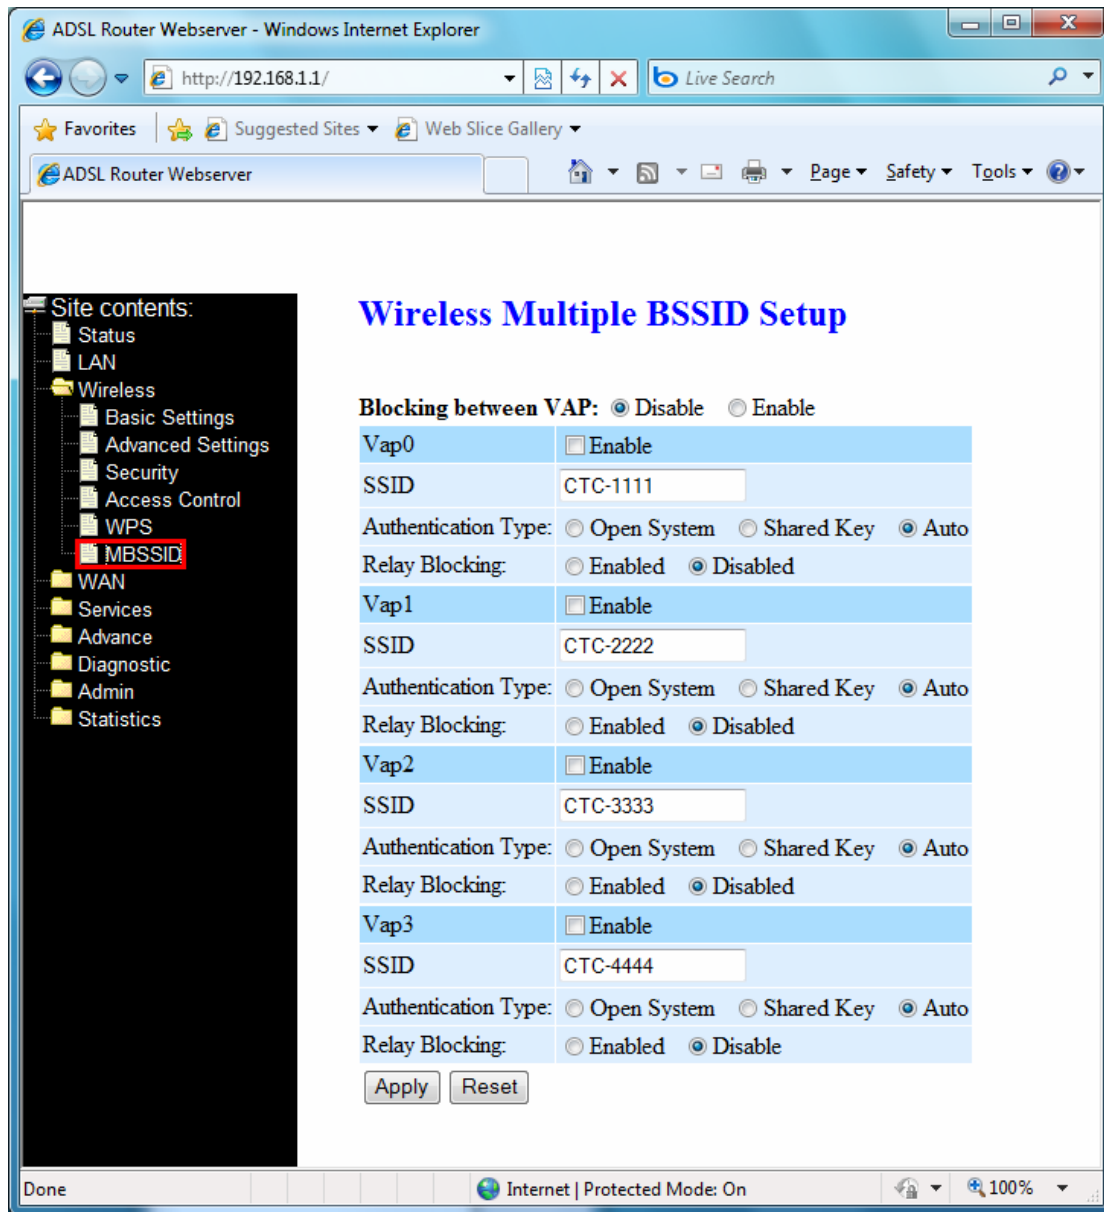 ADSL Router Webserver - Windows Internet Explorer
http://192.168.1.1/
Live Search
Favorites
Suggested Sites
Web Slice Gallery
ADSL Router Webserver
Page
Safety
Tools
Site contents:
Status
LAN
Wireless
Basic Settings
Advanced Settings
Security
Access Control
WPS
MBSSID
WAN
Services
Advance
Diagnostic
Admin
Statistics
Wireless Multiple BSSID Setup
Blocking between VAP: Disable Enable
Vap0 Enable
SSID CTC-1111
Authentication Type: Open System Shared Key Auto
Relay Blocking: Enabled Disabled
Vap1 Enable
SSID CTC-2222
Authentication Type: Open System Shared Key Auto
Relay Blocking: Enabled Disabled
Vap2 Enable
SSID CTC-3333
Authentication Type: Open System Shared Key Auto
Relay Blocking: Enabled Disabled
Vap3 Enable
SSID CTC-4444
Authentication Type: Open System Shared Key Auto
Relay Blocking: Enabled Disable
Apply Reset
Done
Internet | Protected Mode: On
100%